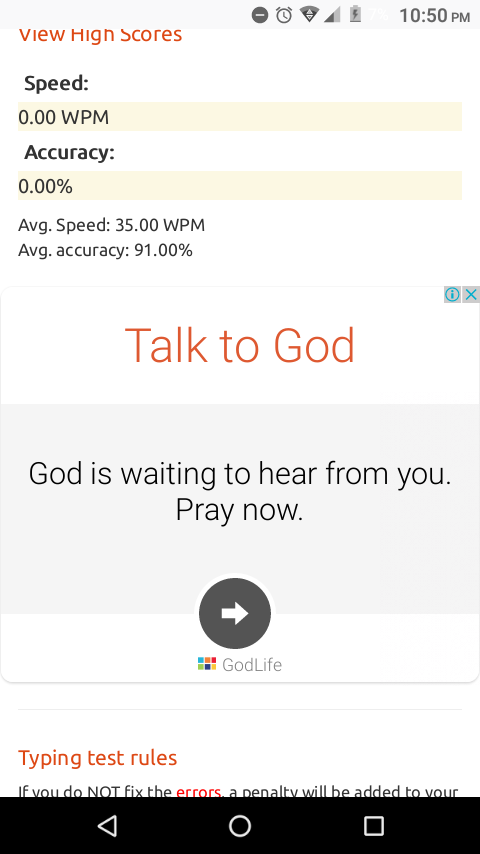 10:50 PM
View High Scores
Speed:
0.00 WPM
Accuracy:
0.00%
Avg. Speed: 35.00 WPM
Avg. accuracy: 91.00%
Talk to God
God is waiting to hear from you.
Pray now.
GodLife
Typing test rules
If you do NOT fix the errors, a penalty will be added to your